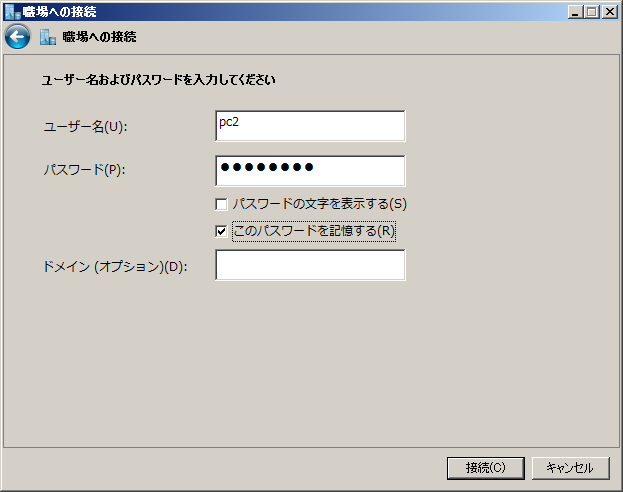 職場への接続
職場への接続
ユーザー名およびパスワードを入力してください
ユーザー名(U):
pc2
パスワード(P):
●●●●●●●●
パスワードの文字を表示する(S)
このパスワードを記憶する(R)
ドメイン (オプション)(D):
接続(C)
キャンセル